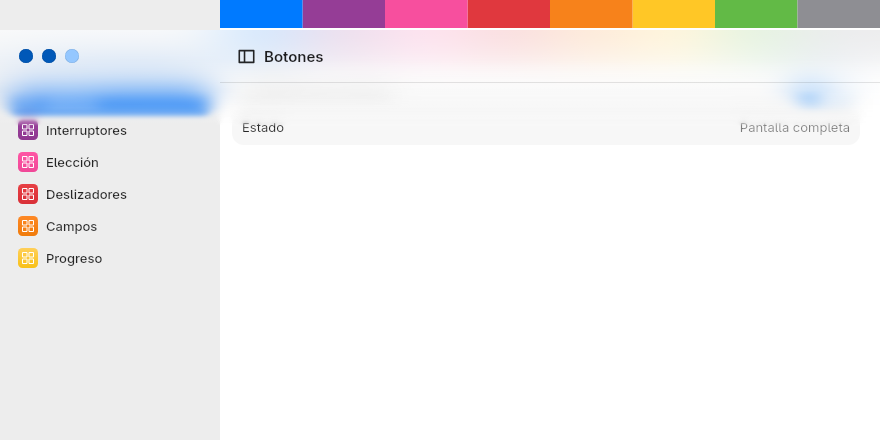 Botones
Interruptores
Elección
Deslizadores
Campos
Progreso
Estado
Pantalla completa